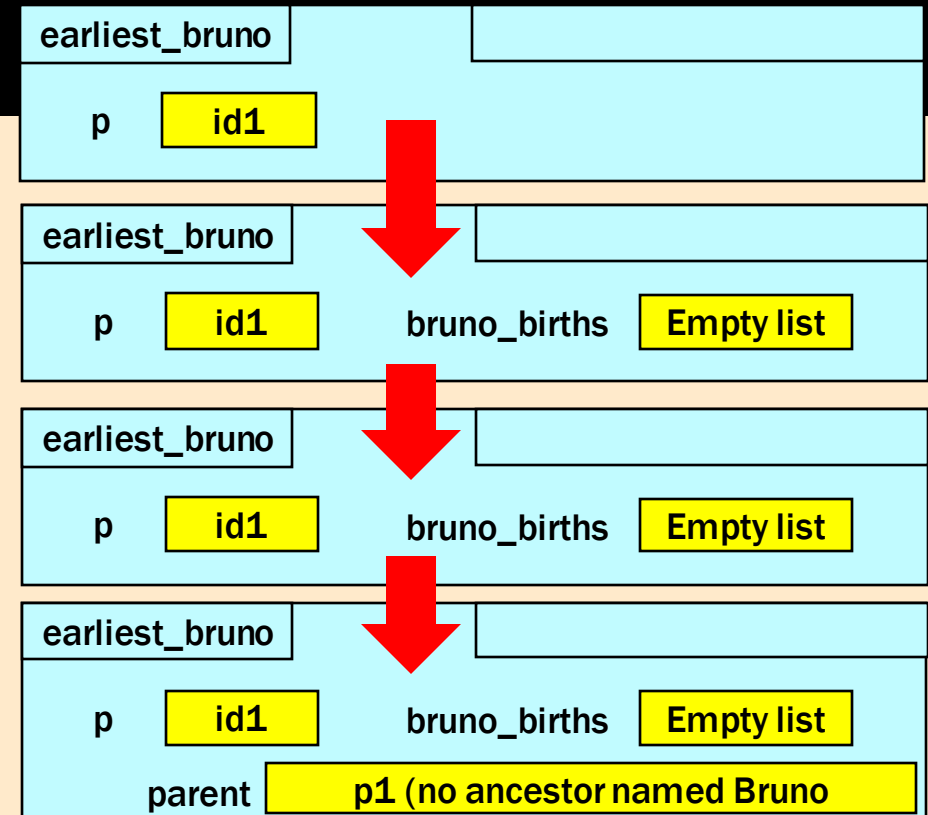 earliest_bruno
p id1
earliest_bruno
p id1 bruno_births Empty list
earliest_bruno
p id1 bruno_births Empty list
earliest_bruno
p id1 bruno_births Empty list
parent p1 (no ancestor named Bruno